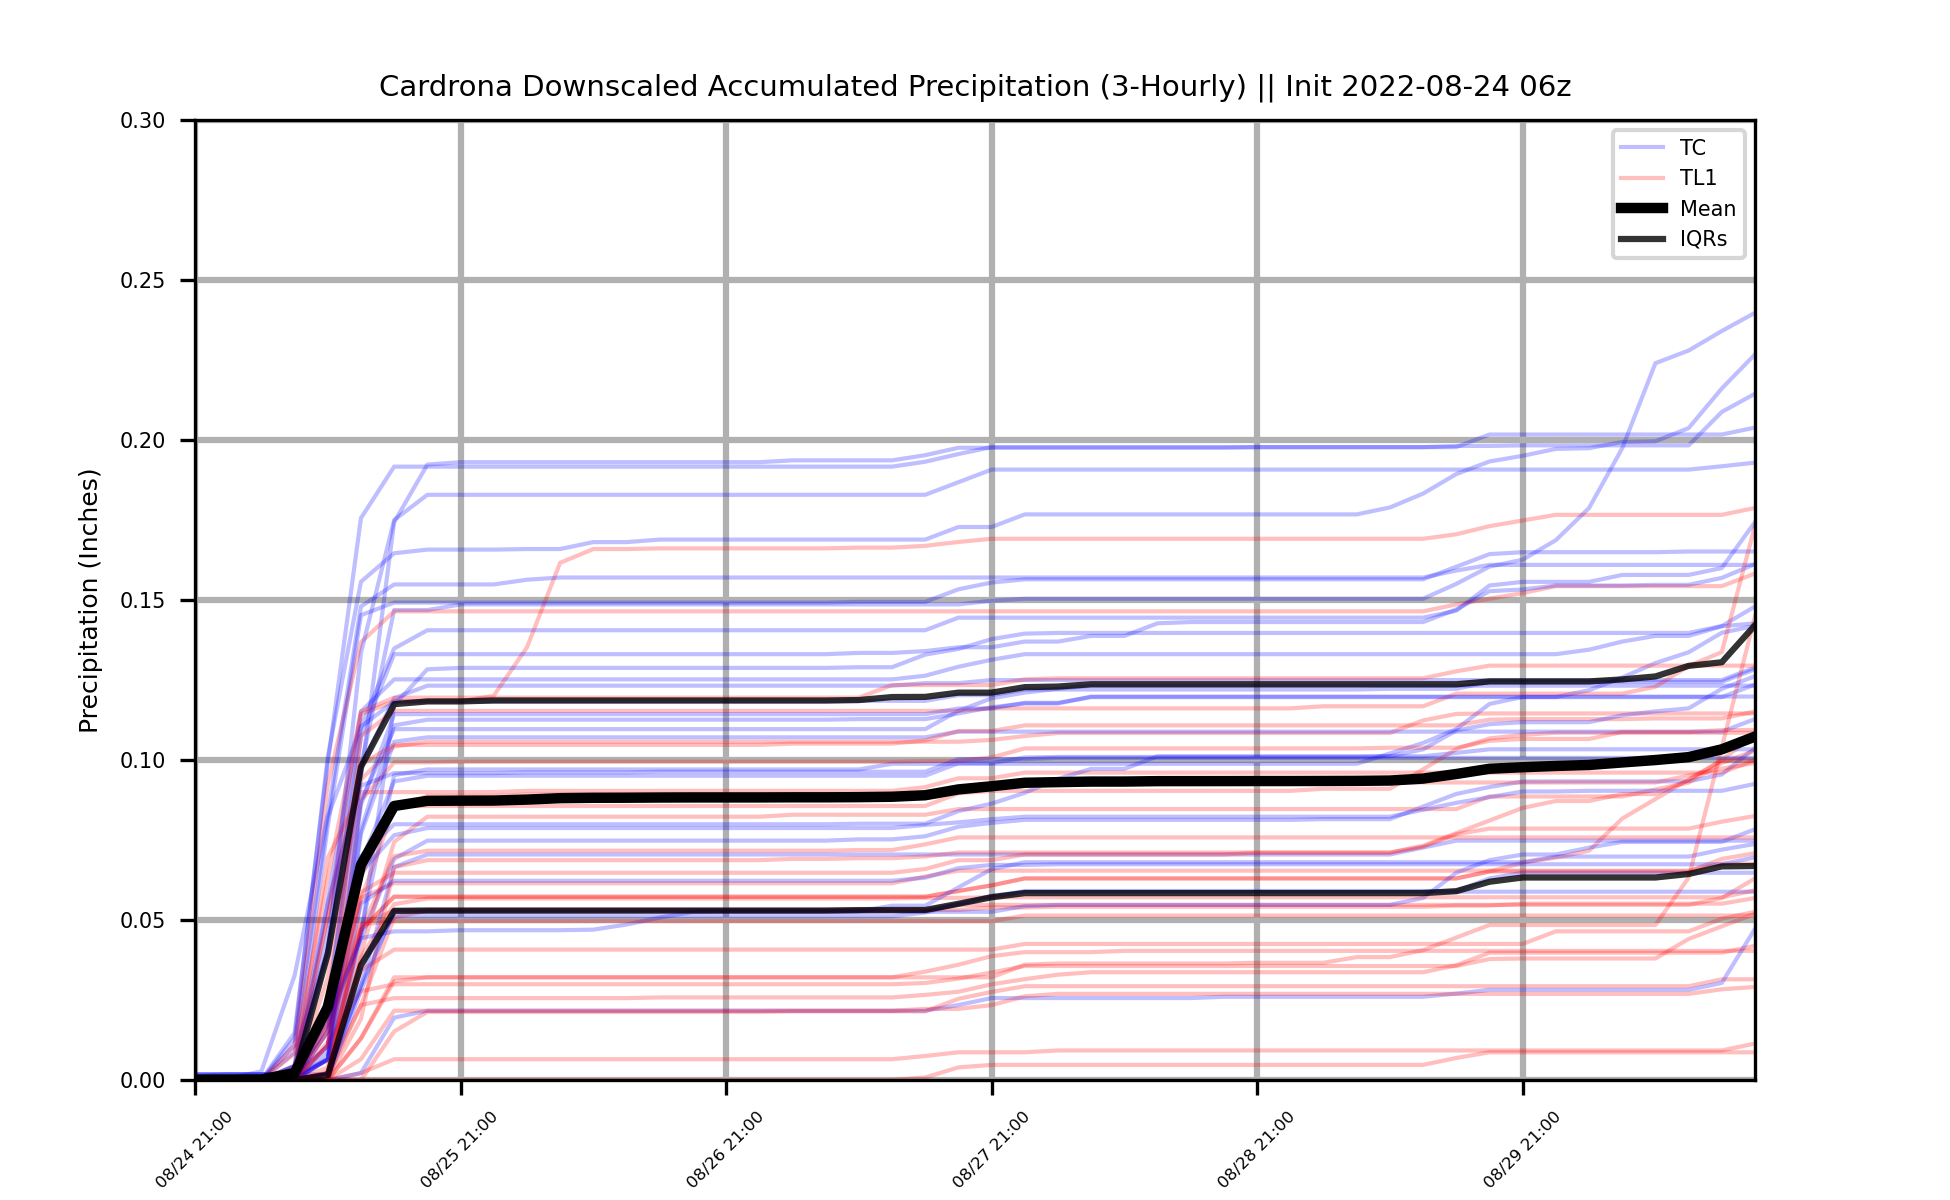 Cardrona Downscaled Accumulated Precipitation (3-Hourly) || Init 2022-08-24 06z
Precipitation (Inches)
0.30
0.25
0.20
0.15
0.10
0.05
0.00
TC
TL1
Mean
IQRs
08/24 21:00
08/25 21:00
08/26 21:00
08/27 21:00
08/28 21:00
08/29 21:00